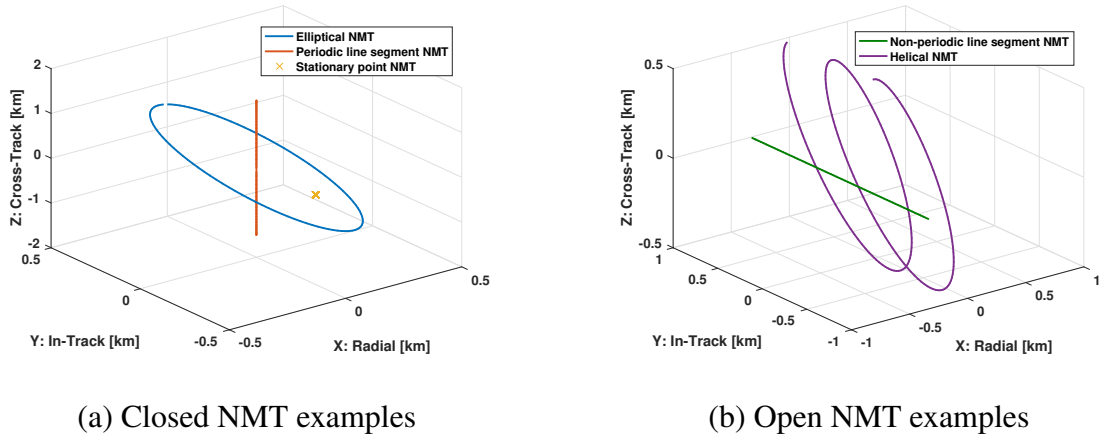 Elliptical NMT
Periodic line segment NMT
Stationary point NMT
2
1
0
-1
-2
Z: Cross-Track [km]
0.5
0
-0.5
Y: In-Track [km]
-0.5
0
0.5
X: Radial [km]
(a) Closed NMT examples
Non-periodic line segment NMT
Helical NMT
0.5
0
-0.5
Z: Cross-Track [km]
1
0.5
0
-0.5
-1
Y: In-Track [km]
-1
-0.5
0
0.5
1
X: Radial [km]
(b) Open NMT examples